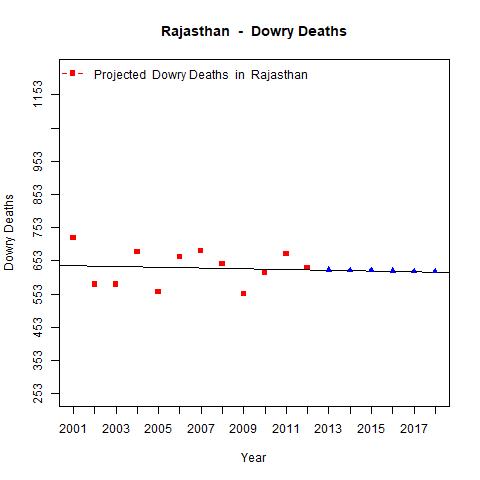 Rajasthan - Dowry Deaths
Projected Dowry Deaths in Rajasthan
Dowry Deaths
1153
953
853
753
653
553
453
353
253
2001 2003 2005 2007 2009 2011 2013 2015 2017
Year